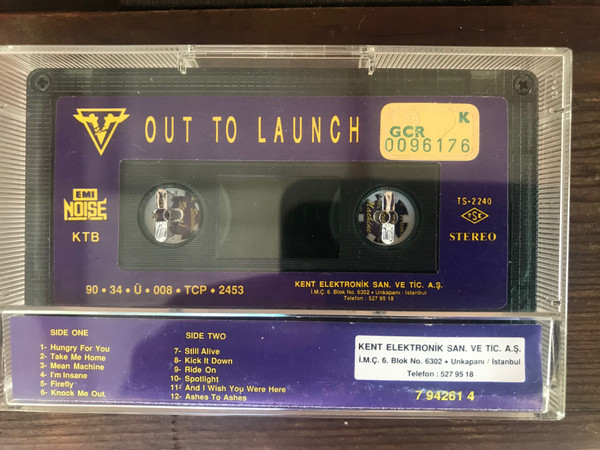 OUT TO LAUNCH
K
GCR
0096176
EMI
NOISE
KTB
TS-2240
TSE
STEREO
90 • 34 • Ü • 008 • TCP • 2453
KENT ELEKTRONİK SAN. VE TİC. A.Ş.
İ.M.Ç. 6. Blok No. 6302 • Unkapanı - İstanbul
Telefon : 527 95 18
SIDE ONE
1- Hungry For You
2- Take Me Home
3- Mean Machine
4- I'm Insane
5- Firefly
6- Knock Me Out
SIDE TWO
7- Still Alive
8- Kick It Down
9- Ride On
10- Spotlight
11- And I Wish You Were Here
12- Ashes To Ashes
KENT ELEKTRONİK SAN. VE TİC. A.Ş.
İ.M.Ç. 6. Blok No. 6302 • Unkapanı / İstanbul
Telefon : 527 95 18
7 94261 4